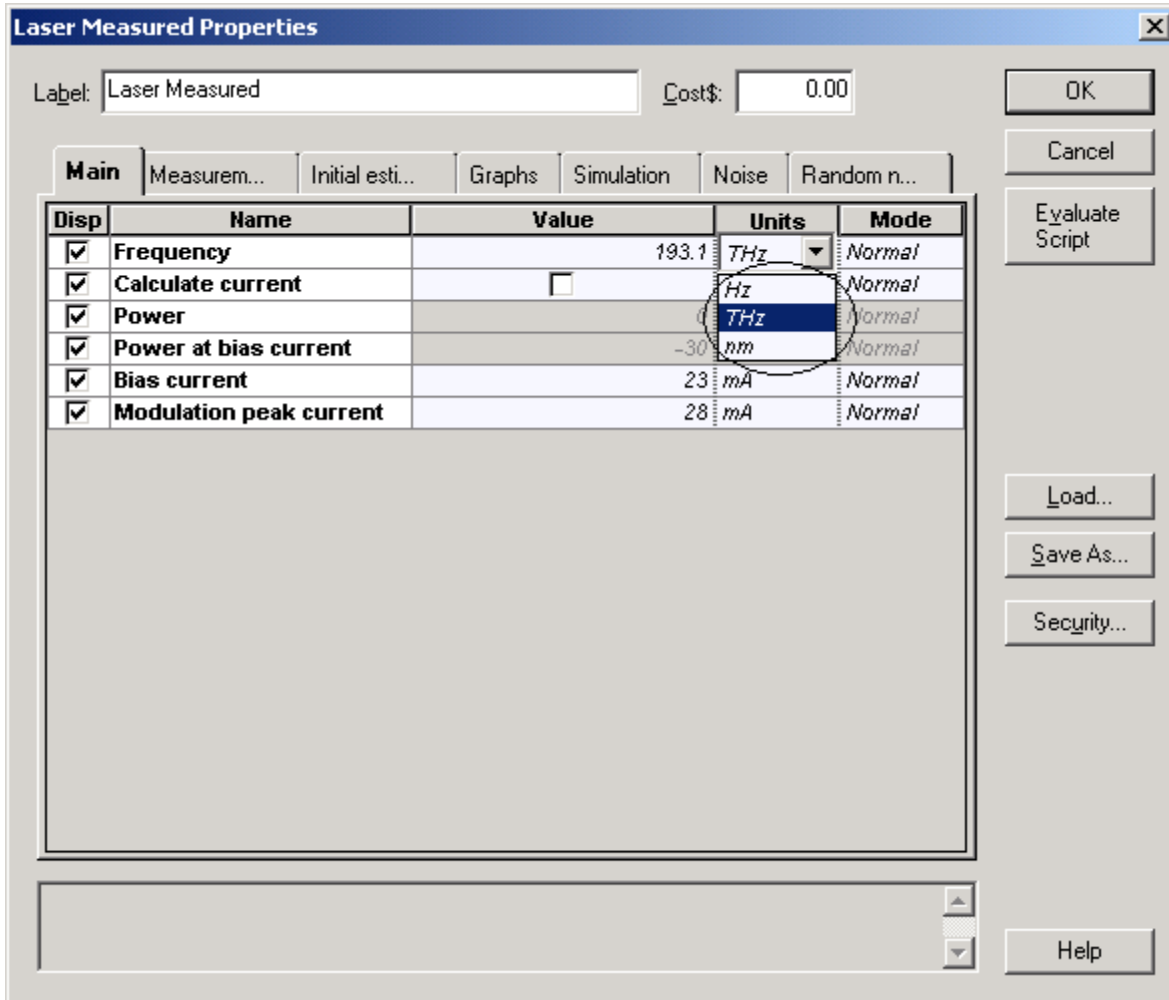 Laser Measured Properties
Label: Laser Measured Cost$: 0.00 OK
Cancel
Main Measurem... Initial esti... Graphs Simulation Noise Random n...
Evaluate Script
Disp Name Value Units Mode
Frequency 193.1 THz Normal
Calculate current Hz Normal
Power 0 THz Normal
Power at bias current -30 nm Normal
Bias current 23 mA Normal
Modulation peak current 28 mA Normal
Load...
Save As...
Security...
Help